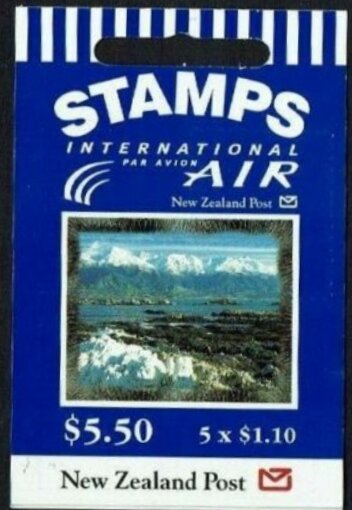 STAMPS
INTERNATIONAL
PAR AVION
AIR
New Zealand Post
$5.50 5 x $1.10
New Zealand Post